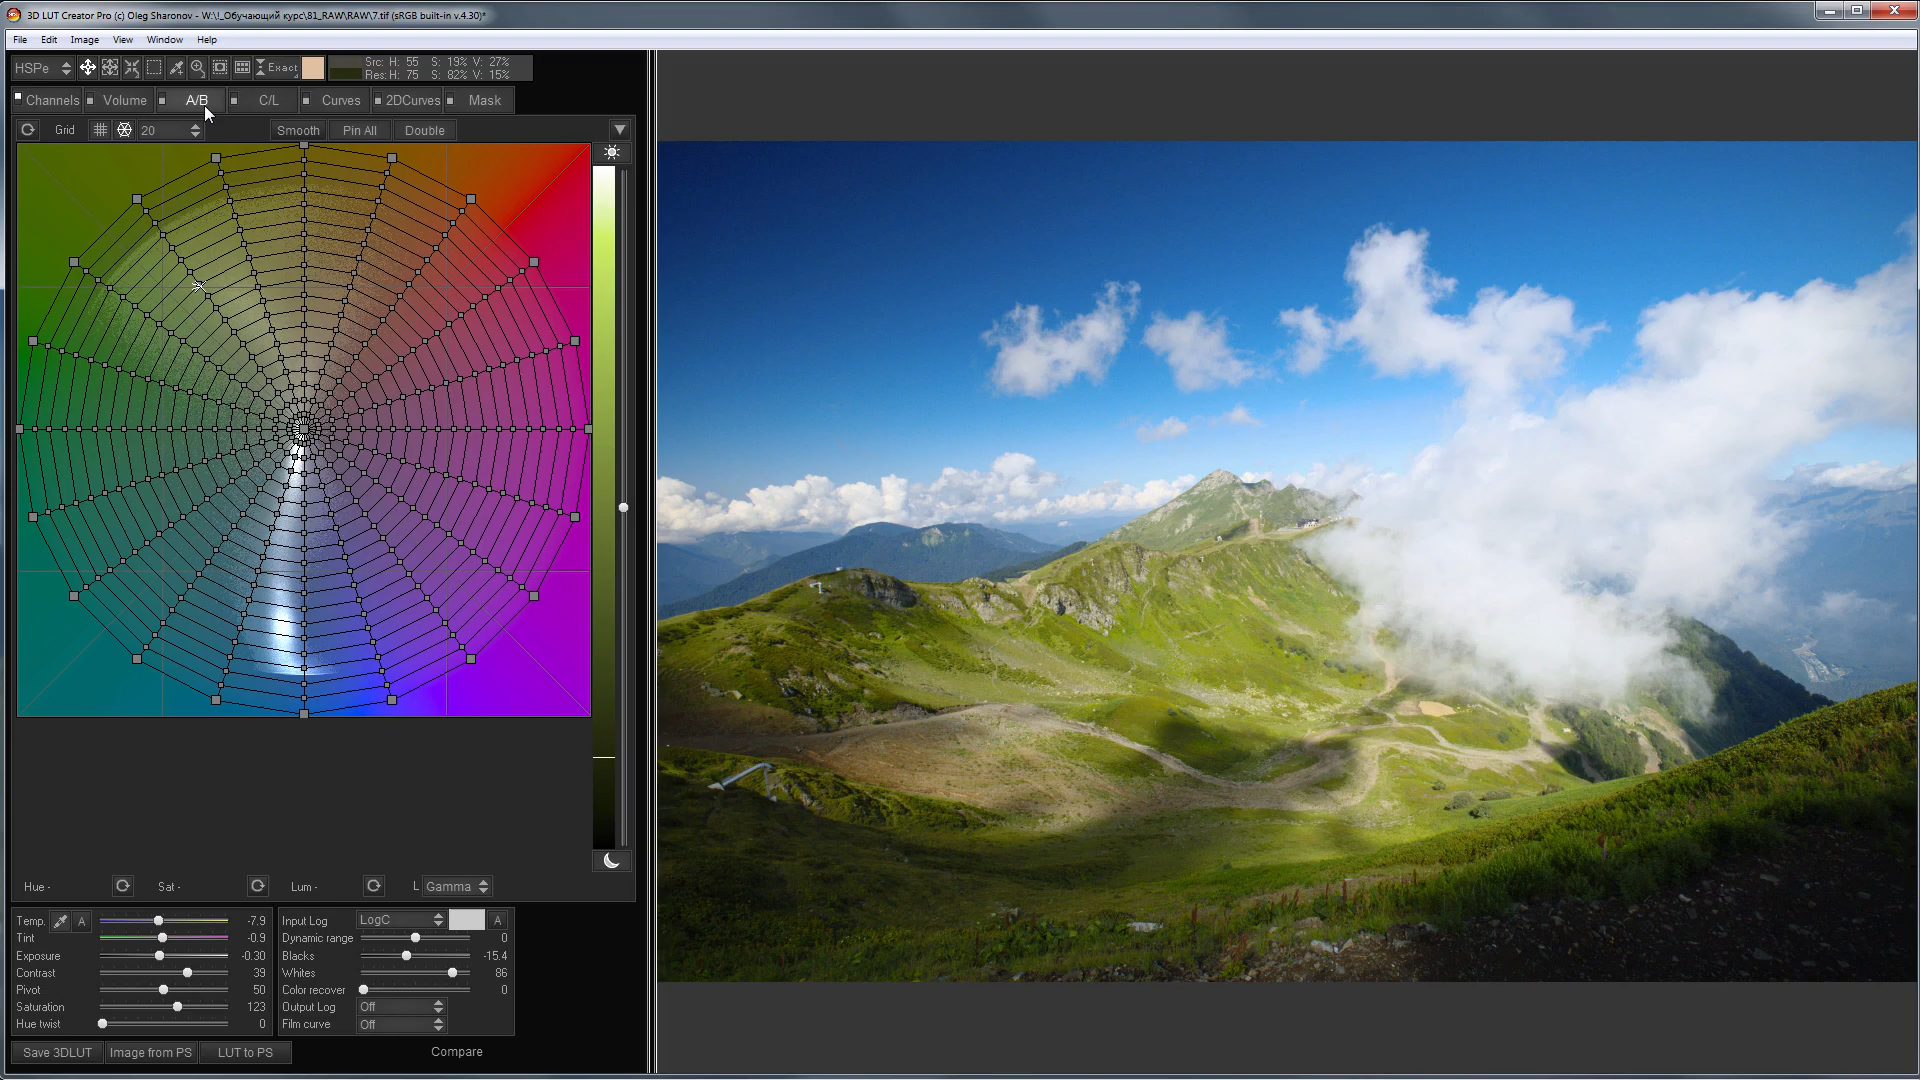 3D LUT Creator Pro (c) Oleg Sharonov - W:\!_Обучающий курс\81_RAW\RAW\7.tif (sRGB built-in v.4.30)*
File Edit Image View Window Help
HSPe Exact Src: H: 55 S: 19% V: 27%
Res: H: 75 S: 82% V: 15%
Channels Volume A/B C/L Curves 2DCurves Mask
Grid 20 Smooth Pin All Double
Hue - Sat - Lum - L Gamma
Temp. A -7.9
Tint -0.9
Exposure -0.30
Contrast 39
Pivot 50
Saturation 123
Hue twist 0
Input Log LogC A
Dynamic range 0
Blacks -15.4
Whites 86
Color recover 0
Output Log Off
Film curve Off
Save 3DLUT Image from PS LUT to PS Compare